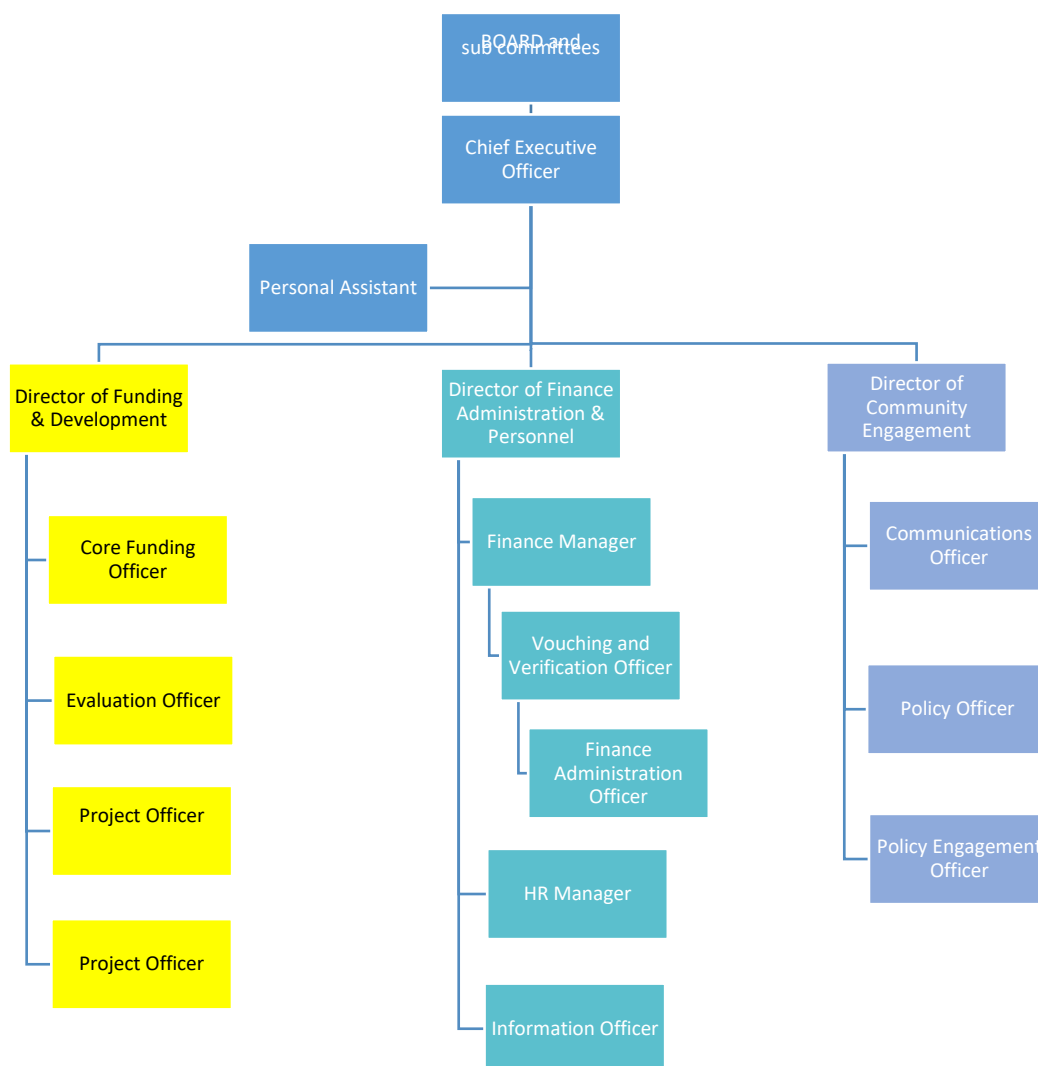 BOARD and
sub committees
Chief Executive
Officer
Personal Assistant
Director of Funding
& Development
Director of Finance
Administration &
Personnel
Director of
Community
Engagement
Core Funding
Officer
Finance Manager
Communications
Officer
Evaluation Officer
Vouching and
Verification Officer
Policy Officer
Project Officer
Finance
Administration
Officer
Policy Engagement
Officer
HR Manager
Project Officer
Information Officer